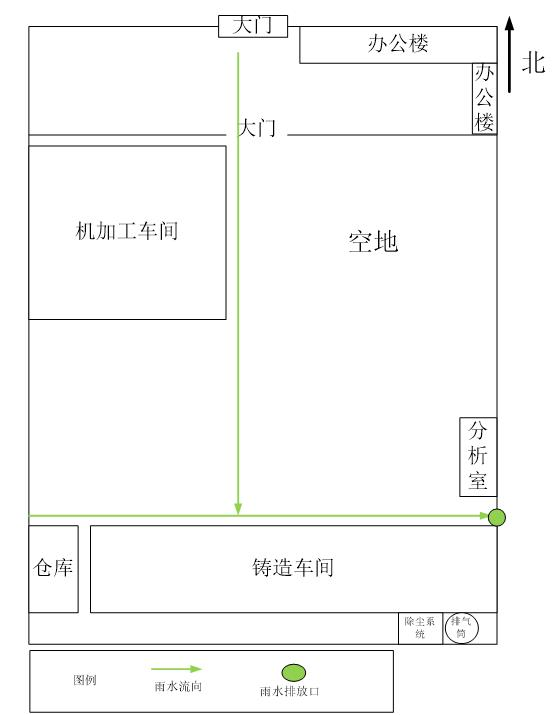 大门
办公楼
北
办
公
楼
大门
机加工车间
空地
分
析
室
仓库
铸造车间
除尘系
统
排气
筒
图例
雨水流向
雨水排放口